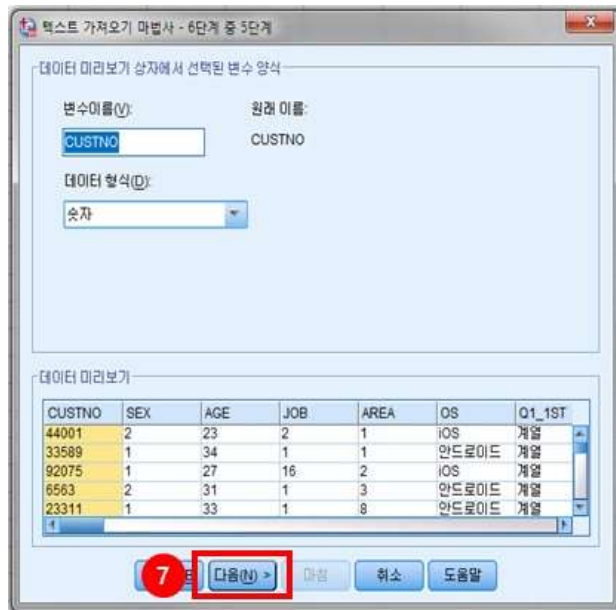 텍스트 가져오기 마법사 - 6단계 중 5단계
데이터 미리보기 상자에서 선택된 변수 양식
변수이름(V): 원래 이름:
CUSTNO CUSTNO
데이터 형식(D):
숫자
데이터 미리보기
CUSTNO SEX AGE JOB AREA OS Q1_1ST
44001 2 23 2 1 iOS 계열
33589 1 34 1 1 안드로이드 계열
92075 1 27 16 2 iOS 계열
6563 2 31 1 3 안드로이드 계열
23311 1 33 1 8 안드로이드 계열
7 다음(N) > 마침 취소 도움말